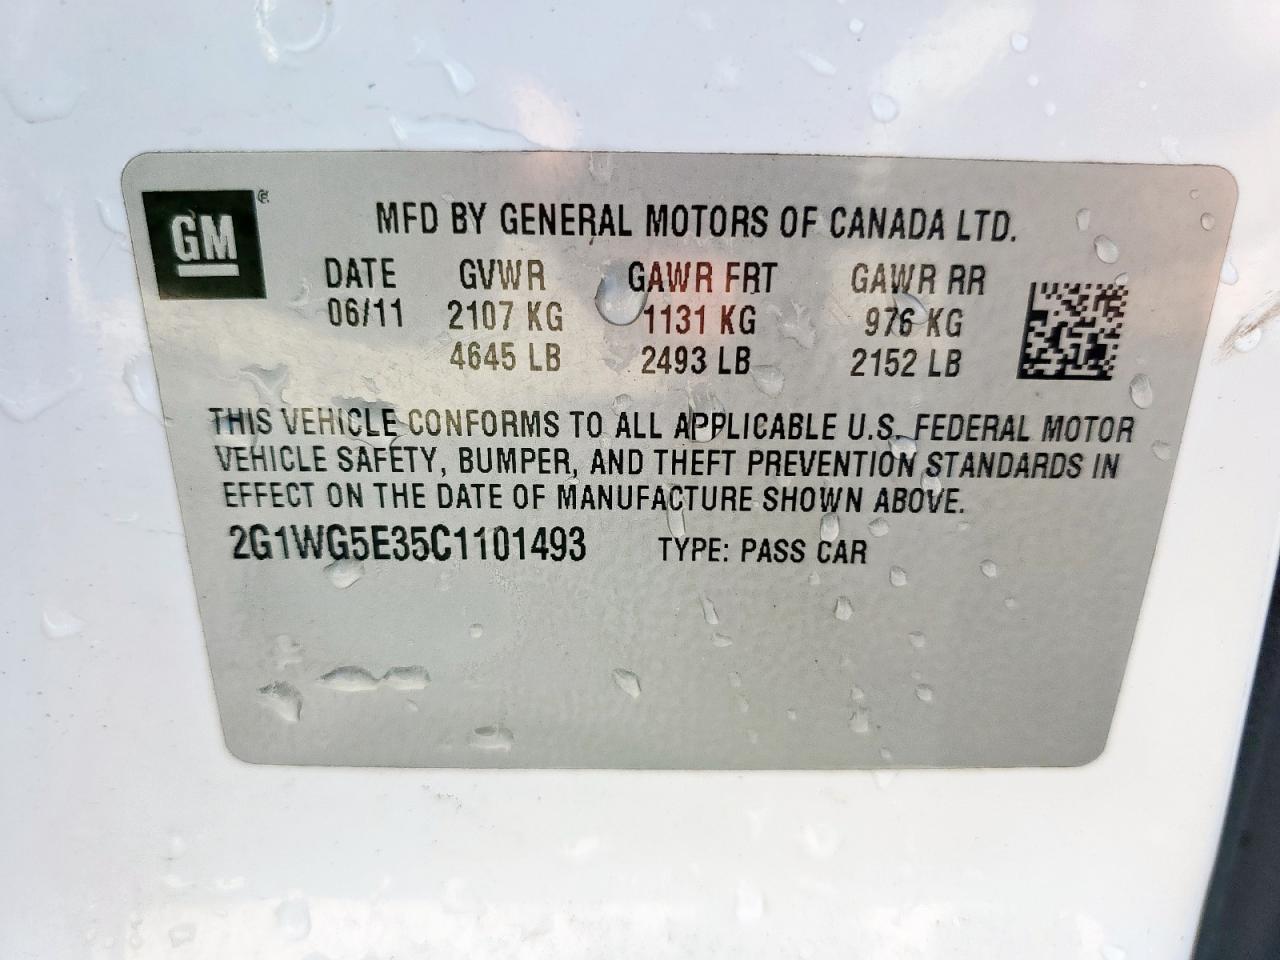 GM
MFD BY GENERAL MOTORS OF CANADA LTD.
DATE GVWR GAWR FRT GAWR RR
06/11 2107 KG 1131 KG 976 KG
4645 LB 2493 LB 2152 LB
THIS VEHICLE CONFORMS TO ALL APPLICABLE U.S. FEDERAL MOTOR
VEHICLE SAFETY, BUMPER, AND THEFT PREVENTION STANDARDS IN
EFFECT ON THE DATE OF MANUFACTURE SHOWN ABOVE.
2G1WG5E35C1101493 TYPE: PASS CAR